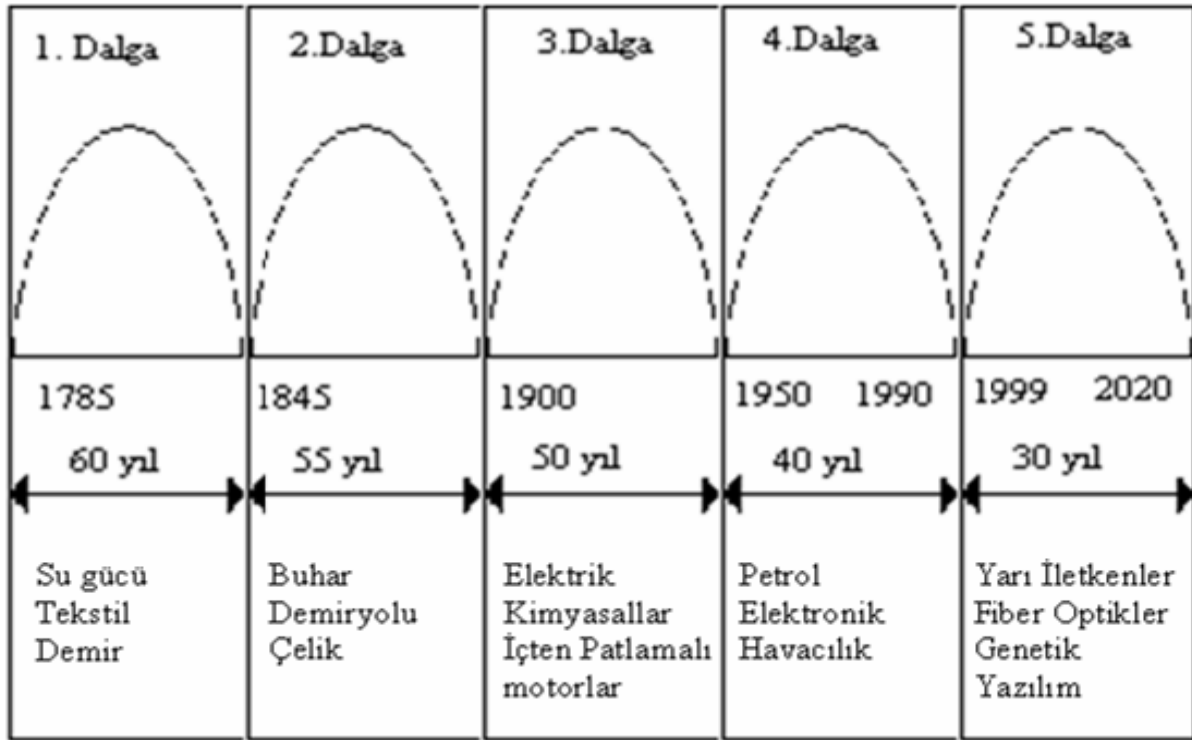 1. Dalga
2.Dalga
3.Dalga
4.Dalga
5.Dalga
1785
1845
1900
1950 1990
1999 2020
60 yıl
55 yıl
50 yıl
40 yıl
30 yıl
Su gücü
Tekstil
Demir
Buhar
Demiryolu
Çelik
Elektrik
Kimyasallar
İçten Patlamalı
motorlar
Petrol
Elektronik
Havacılık
Yarı İletkenler
Fiber Optikler
Genetik
Yazılım